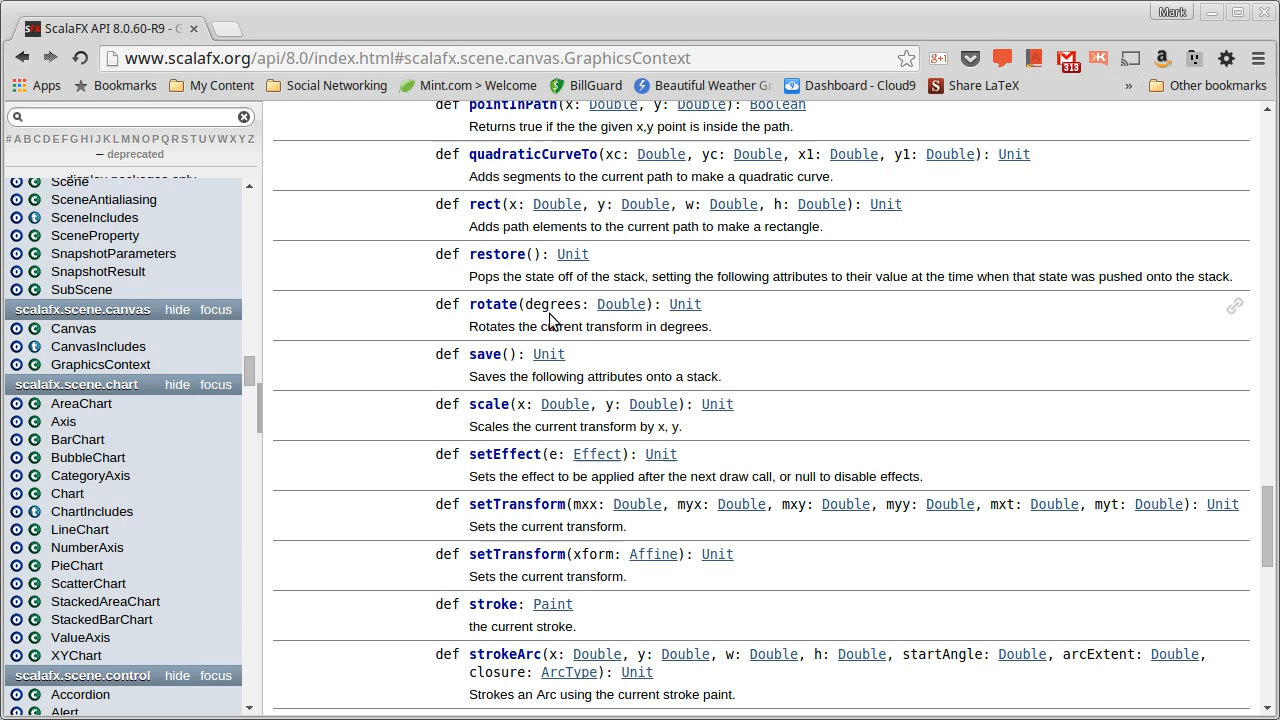 Mark
ScalaFX API 8.0.60-R9 - G
www.scalafx.org/api/8.0/index.html#scalafx.scene.canvas.GraphicsContext
313
Apps Bookmarks My Content Social Networking Mint.com > Welcome BillGuard Beautiful Weather Gr Dashboard - Cloud9 Share LaTeX » Other bookmarks
# A B C D E F G H I J K L M N O P Q R S T U V W X Y Z
– deprecated
display packages only
Scene
SceneAntialiasing
SceneIncludes
SceneProperty
SnapshotParameters
SnapshotResult
SubScene
scalafx.scene.canvas hide focus
Canvas
CanvasIncludes
GraphicsContext
scalafx.scene.chart hide focus
AreaChart
Axis
BarChart
BubbleChart
CategoryAxis
Chart
ChartIncludes
LineChart
NumberAxis
PieChart
ScatterChart
StackedAreaChart
StackedBarChart
ValueAxis
XYChart
scalafx.scene.control hide focus
Accordion
Alert
def pointInPath(x: Double, y: Double): Boolean
Returns true if the the given x,y point is inside the path.
def quadraticCurveTo(xc: Double, yc: Double, x1: Double, y1: Double): Unit
Adds segments to the current path to make a quadratic curve.
def rect(x: Double, y: Double, w: Double, h: Double): Unit
Adds path elements to the current path to make a rectangle.
def restore(): Unit
Pops the state off of the stack, setting the following attributes to their value at the time when that state was pushed onto the stack.
def rotate(degrees: Double): Unit
Rotates the current transform in degrees.
def save(): Unit
Saves the following attributes onto a stack.
def scale(x: Double, y: Double): Unit
Scales the current transform by x, y.
def setEffect(e: Effect): Unit
Sets the effect to be applied after the next draw call, or null to disable effects.
def setTransform(mxx: Double, myx: Double, mxy: Double, myy: Double, mxt: Double, myt: Double): Unit
Sets the current transform.
def setTransform(xform: Affine): Unit
Sets the current transform.
def stroke: Paint
the current stroke.
def strokeArc(x: Double, y: Double, w: Double, h: Double, startAngle: Double, arcExtent: Double,
closure: ArcType): Unit
Strokes an Arc using the current stroke paint.